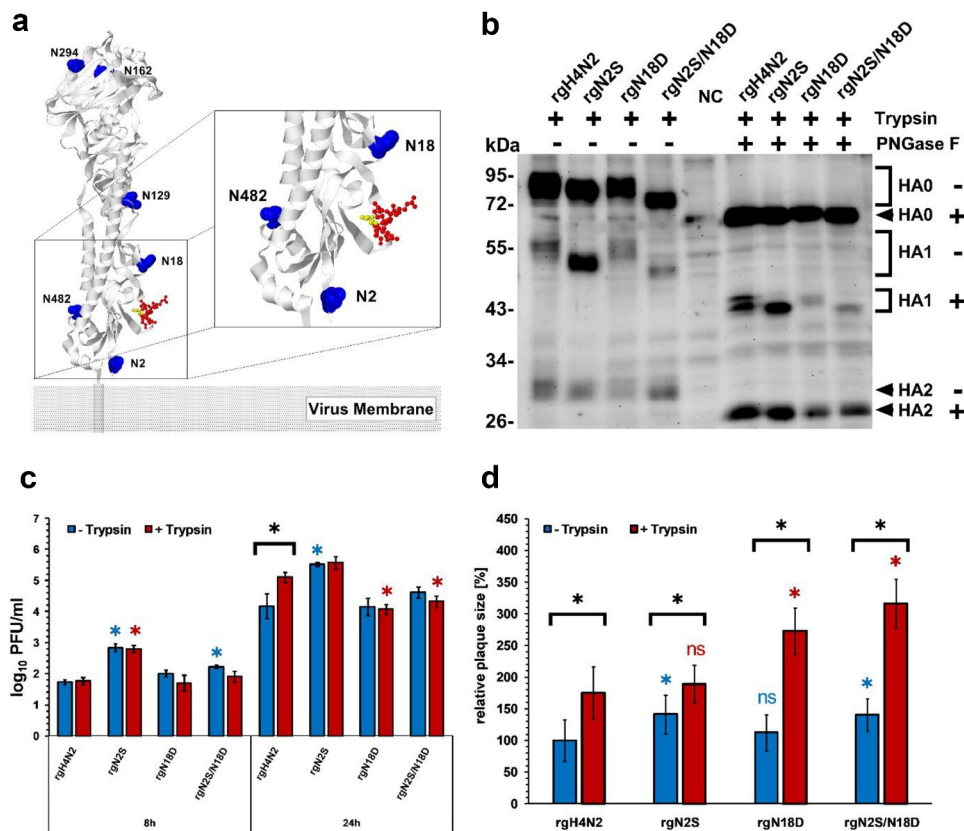 a
N294
N162
N129
N18
N482
N2
N18
N482
N2
Virus Membrane
b
rgH4N2
rgN2S
rgN18D
rgN2S/N18D
NC
rgH4N2
rgN2S
rgN18D
rgN2S/N18D
+ + + + + + + + Trypsin
- - - - + + + + PNGase F
kDa
95-
72-
55-
43-
34-
26-
HA0 -
HA0 +
HA1 -
HA1 +
HA2 -
HA2 +
c
- Trypsin + Trypsin
log10 PFU/ml
7
6
5
4
3
2
1
0
* * * * * * *
rgH4N2 rgN2S rgN18D rgN2S/N18D rgH4N2 rgN2S rgN18D rgN2S/N18D
8h 24h
d
- Trypsin + Trypsin
relative plaque size [%]
450
400
350
300
250
200
150
100
50
0
* * * *
* ns ns * * *
rgH4N2 rgN2S rgN18D rgN2S/N18D